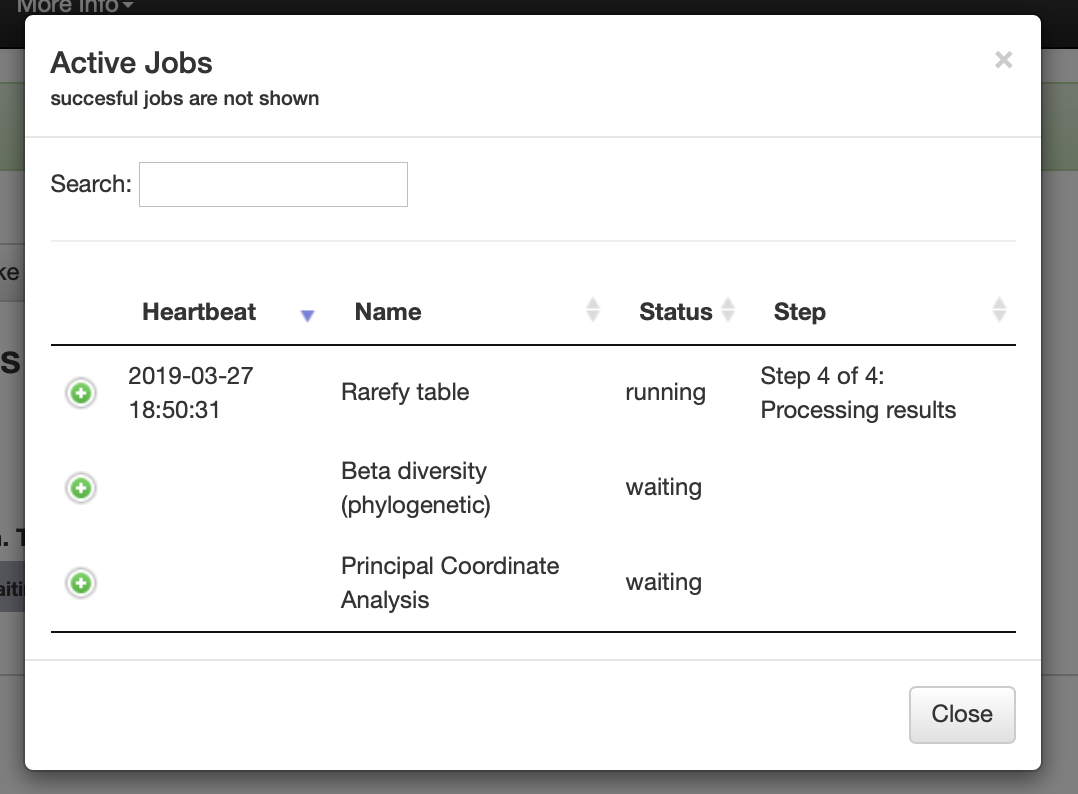 More Info
Active Jobs
×
succesful jobs are not shown
Search:
Heartbeat Name Status Step
2019-03-27
18:50:31
Rarefy table
running
Step 4 of 4:
Processing results
Beta diversity
(phylogenetic)
waiting
Principal Coordinate
Analysis
waiting
Close